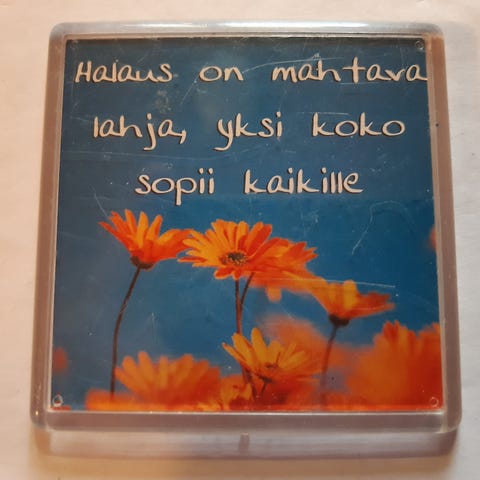 Halaus on mahtava
lahja, yksi koko
sopii kaikille